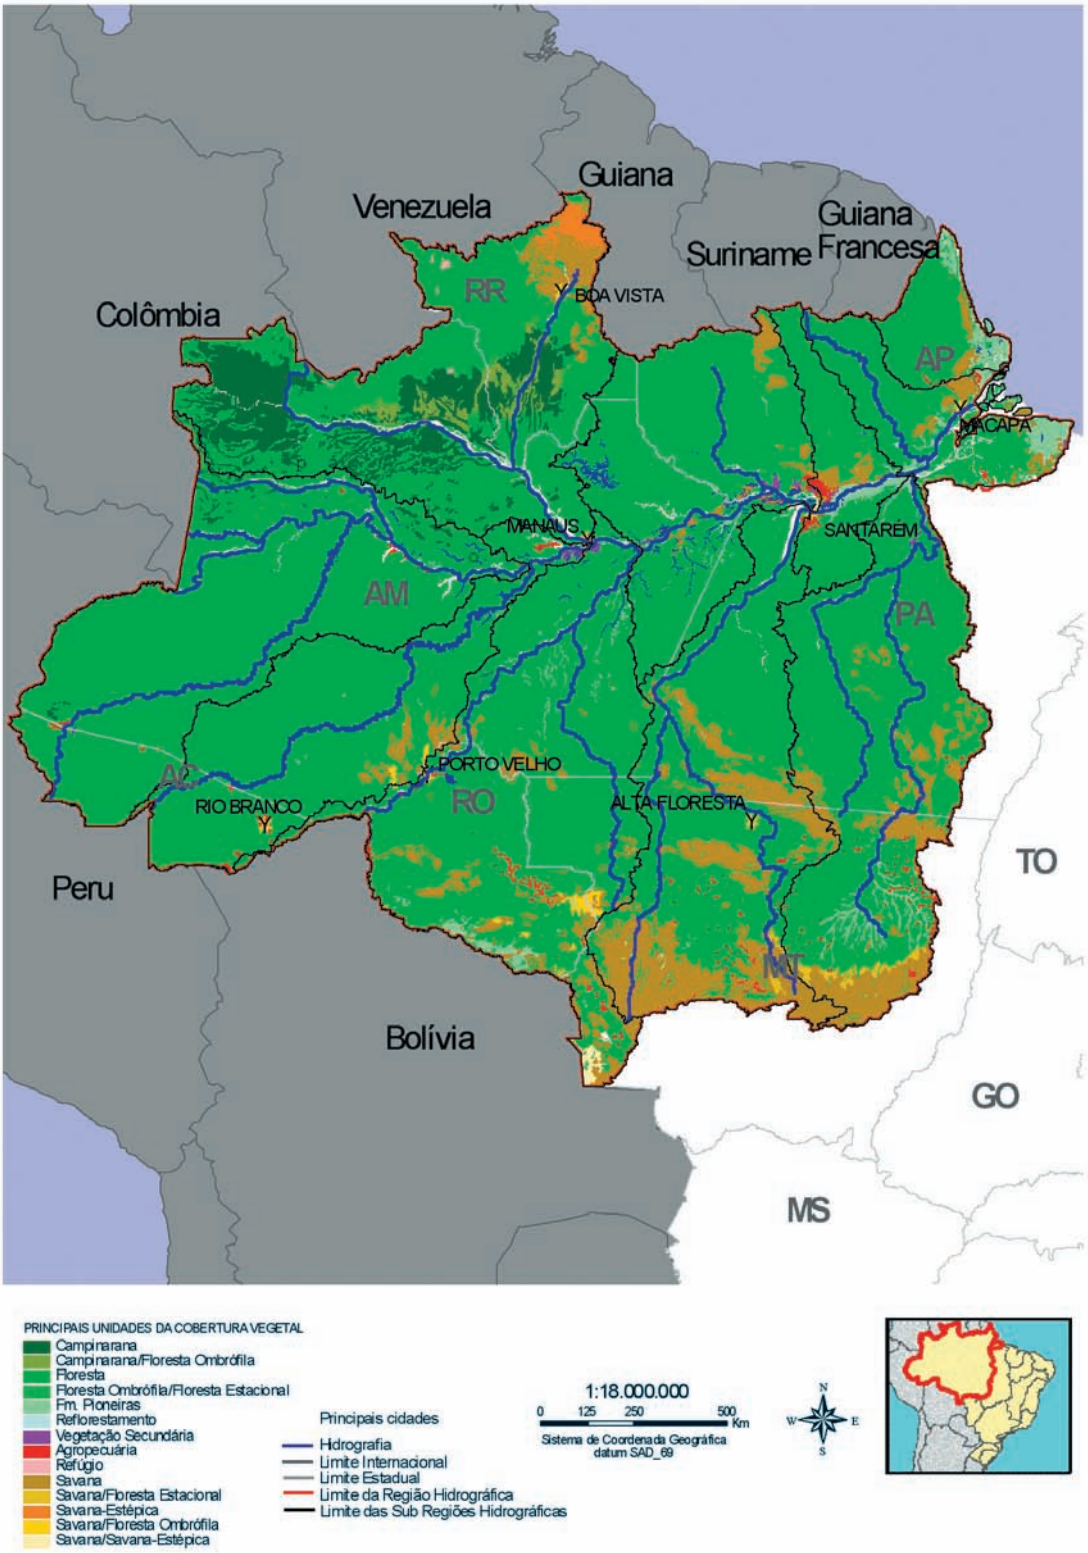 Guiana
Venezuela
Guiana
Francesa
Suriname
RR
BOA VISTA
Colômbia
AP
MACAPÁ
MANAUS
SANTARÉM
AM
PA
PORTO VELHO
AC
RIO BRANCO
RO
ALTA FLORESTA
Y
Y
Y
Y
TO
Peru
MT
Bolívia
GO
MS
PRINCIPAIS UNIDADES DA COBERTURA VEGETAL
Campinarana
Campinarana/Floresta Ombrófila
Floresta
Floresta Ombrófila/Floresta Estacional
Fm. Pioneiras
Reflorestamento
Vegetação Secundária
Agropecuária
Refúgio
Savana
Savana/Floresta Estacional
Savana-Estépica
Savana/Floresta Ombrófila
Savana/Savana-Estépica
Principais cidades
Hidrografia
Limite Internacional
Limite Estadual
Limite da Região Hidrográfica
Limite das Sub Regiões Hidrográficas
1:18.000.000
0 125 250 500
Km
Sistema de Coordenada Geográfica
datum SAD_69
N
W E
S